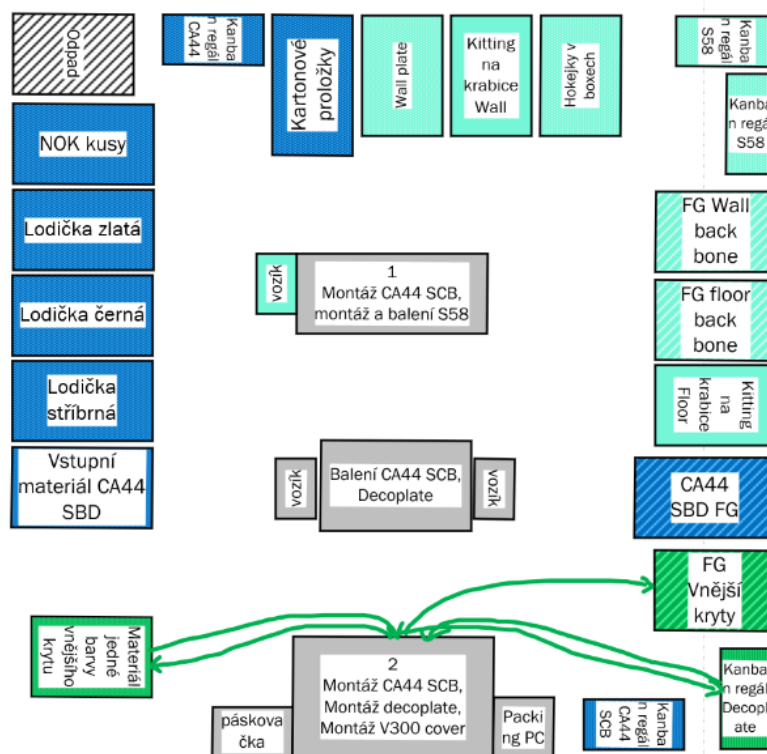 Odpad
Kanba
n regál
CA44
Kartonové
proložky
Wall plate
Kitting
na
krabice
Wall
Hokejky v
boxech
Kanba
n regál
S58
Kanba
n regá
S58
NOK kusy
Lodička zlatá
Lodička černá
Lodička
stříbrná
Vstupní
materiál CA44
SBD
vozík
1
Montáž CA44 SCB,
montáž a balení S58
FG Wall
back
bone
FG floor
back
bone
Kitting
na
krabice
Floor
vozík
Balení CA44 SCB,
Decoplate
vozík
CA44
SBD FG
FG
Vnější
kryty
Materiál
jedné
barvy
vnějšího
krytu
2
Montáž CA44 SCB,
Montáž decoplate,
Montáž V300 cover
páskova
čka
Packi
ng PC
Kanba
n regál
CA44
SCB
Kanba
n regál
Decopl
ate